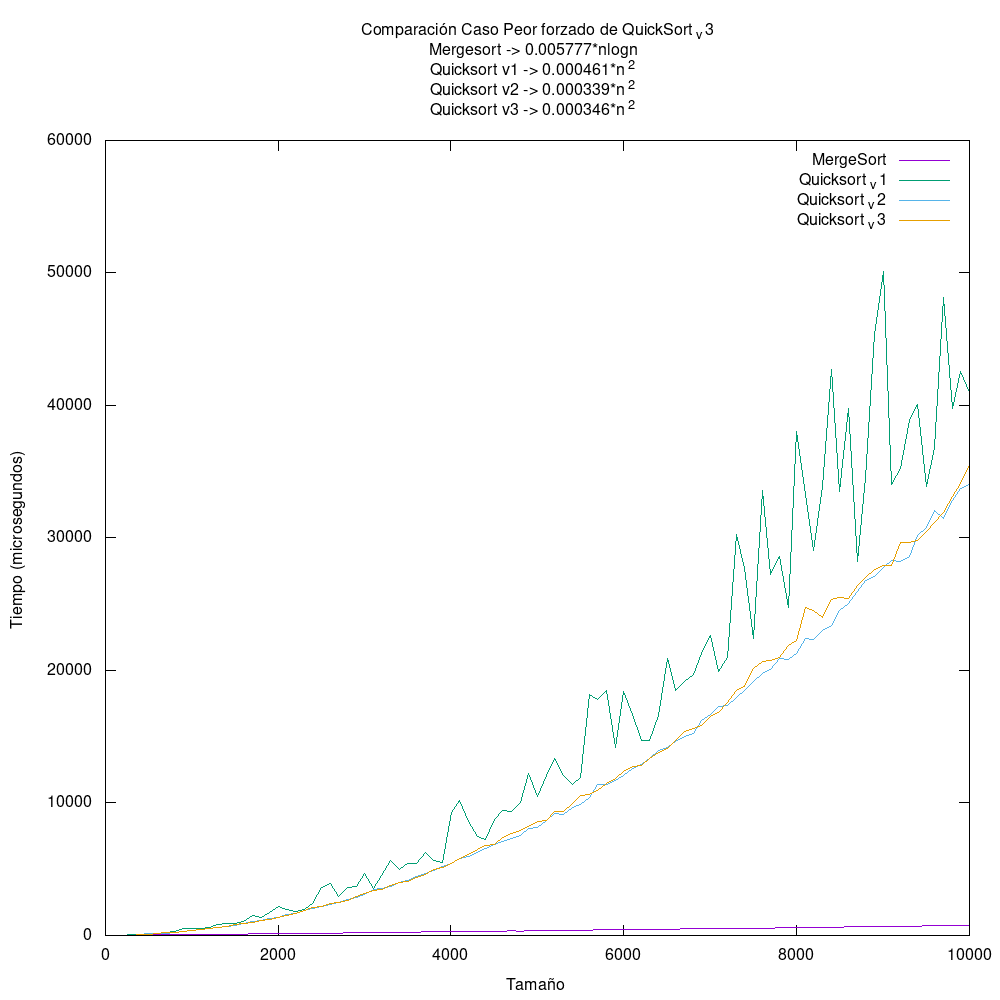 Comparación Caso Peor forzado de QuickSort v 3
Mergesort -> 0.005777*nlogn
Quicksort v1 -> 0.000461*n 2
Quicksort v2 -> 0.000339*n 2
Quicksort v3 -> 0.000346*n 2
60000
50000
40000
30000
20000
10000
0
MergeSort
Quicksort v 1
Quicksort v 2
Quicksort v 3
Tiempo (microsegundos)
0 2000 4000 6000 8000 10000
Tamaño